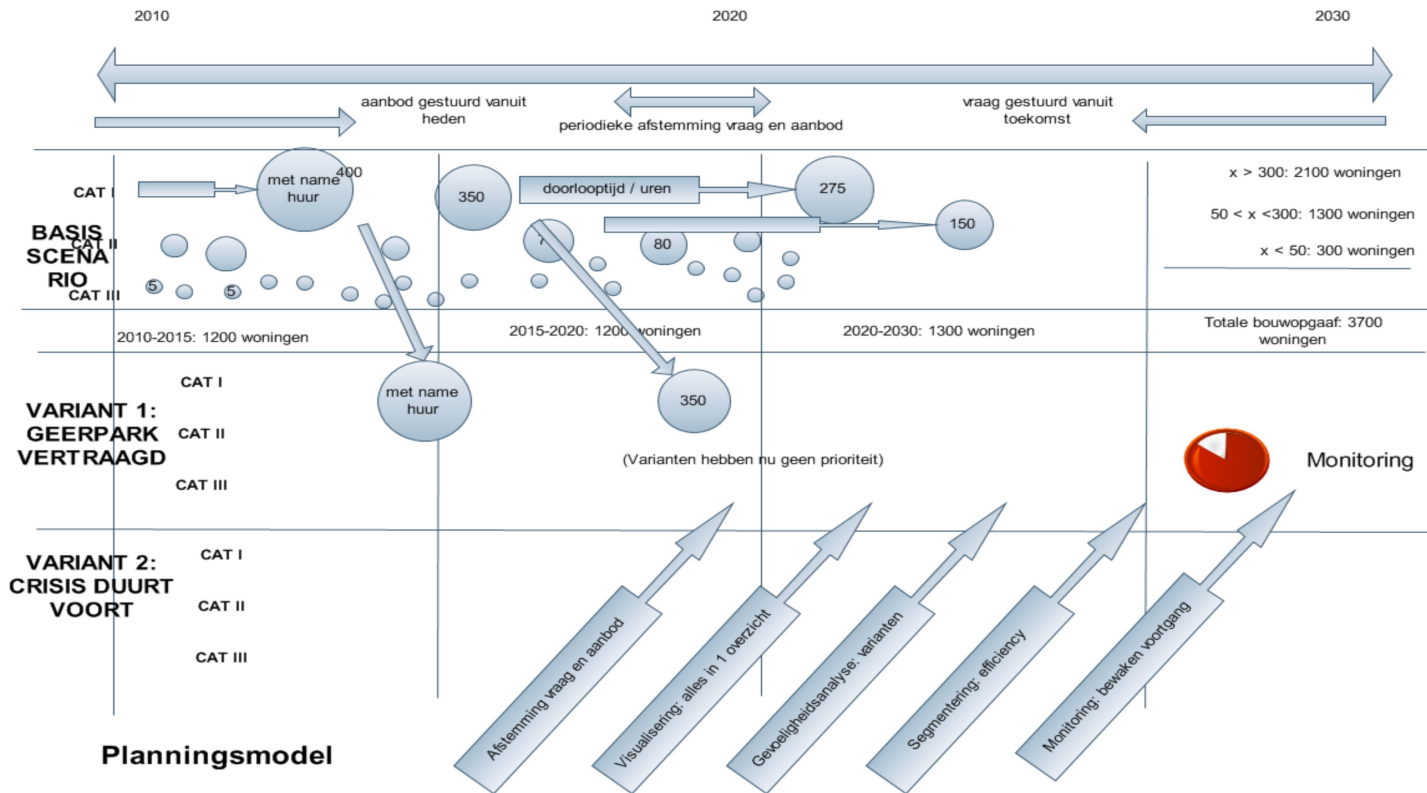 2010
2020
2030
aanbod gestuurd vanuit
heden
periodieke afstemming vraag en aanbod
vraag gestuurd vanuit
toekomst
CAT I
met name
huur
400
350
doorlooptijd / uren
275
150
x > 300: 2100 woningen
50 < x <300: 1300 woningen
x < 50: 300 woningen
BASIS
SCENA
RIO
CAT II
7
80
CAT III
5
5
2010-2015: 1200 woningen
2015-2020: 1200 woningen
2020-2030: 1300 woningen
Totale bouwopgaaf: 3700
woningen
VARIANT 1:
GEERPARK
VERTRAAGD
CAT I
CAT II
CAT III
met name
huur
350
(Varianten hebben nu geen prioriteit)
Monitoring
VARIANT 2:
CRISIS DUURT
VOORT
CAT I
CAT II
CAT III
Afstemming vraag en aanbod
Visualisering: alles in 1 overzicht
Gevoeligheidsanalyse: varianten
Segmentering: efficiency
Monitoring: bewaken voortgang
Planningsmodel